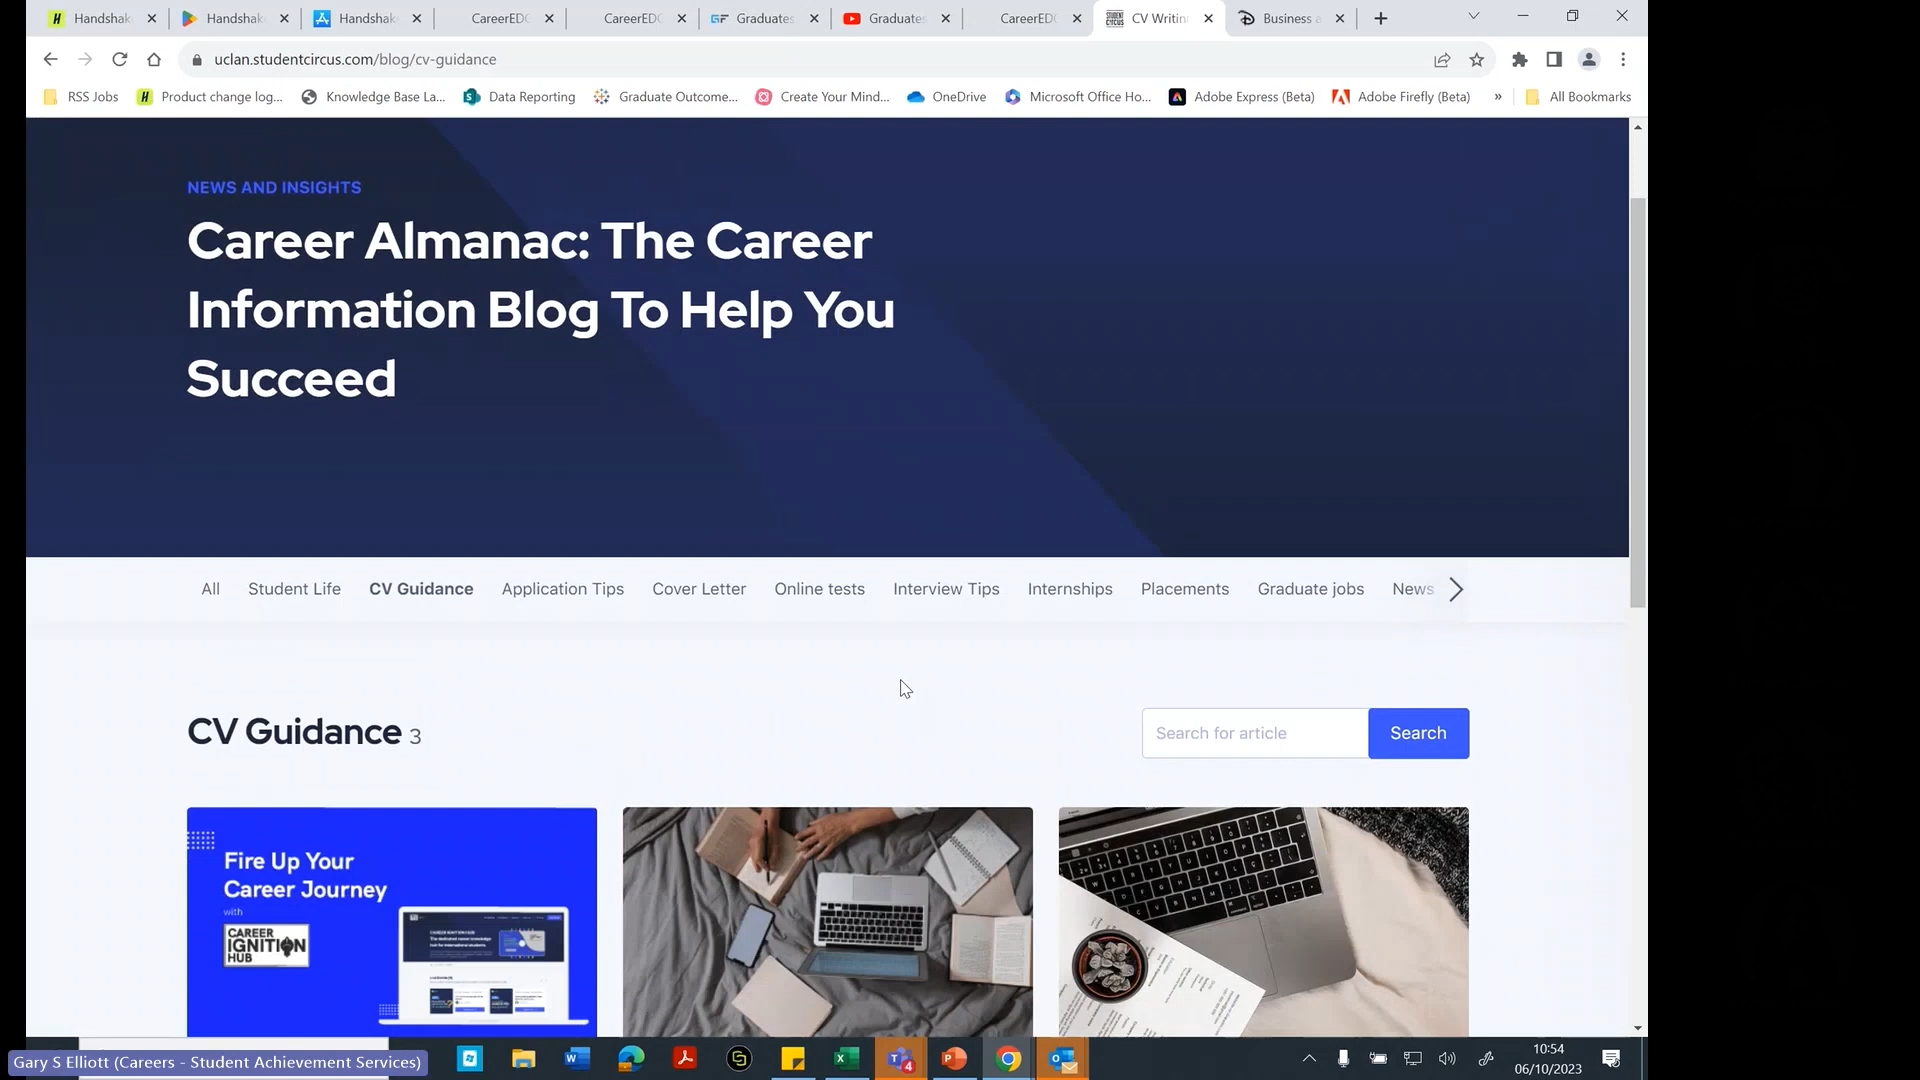 Handshak
Handshak
Handshak
CareerEDG
CareerEDG
Graduates
Graduates
CareerED
CV Writin
Business a
uclan.studentcircus.com/blog/cv-guidance
RSS Jobs
Product change log...
Knowledge Base La...
Data Reporting
Graduate Outcome...
Create Your Mind...
OneDrive
Microsoft Office Ho...
Adobe Express (Beta)
Adobe Firefly (Beta)
»
All Bookmarks
NEWS AND INSIGHTS
Career Almanac: The Career
Information Blog To Help You
Succeed
All
Student Life
CV Guidance
Application Tips
Cover Letter
Online tests
Interview Tips
Internships
Placements
Graduate jobs
News
CV Guidance 3
Search for article
Search
Fire Up Your
Career Journey
with
CAREER
IGNITION
HUB
Gary S Elliott (Careers - Student Achievement Services)
4
10:54
06/10/2023